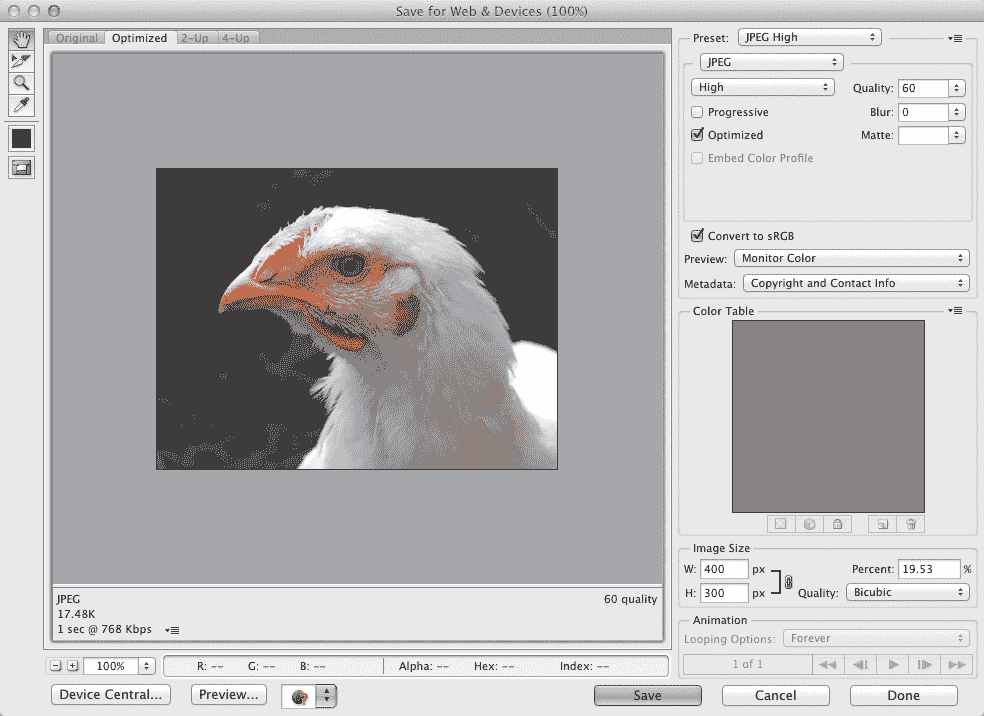 Save for Web & Devices (100%)
Original Optimized 2-Up 4-Up
Preset: JPEG High
JPEG
High Quality: 60
Progressive Blur: 0
Optimized Matte:
Embed Color Profile
Convert to sRGB
Preview: Monitor Color
Metadata: Copyright and Contact Info
Color Table
Image Size
W: 400 px Percent: 19.53 %
H: 300 px Quality: Bicubic
JPEG 60 quality
17.48K
1 sec @ 768 Kbps
Animation
Looping Options: Forever
1 of 1
100% R: -- G: -- B: -- Alpha: -- Hex: -- Index: --
Device Central... Preview... Save Cancel Done